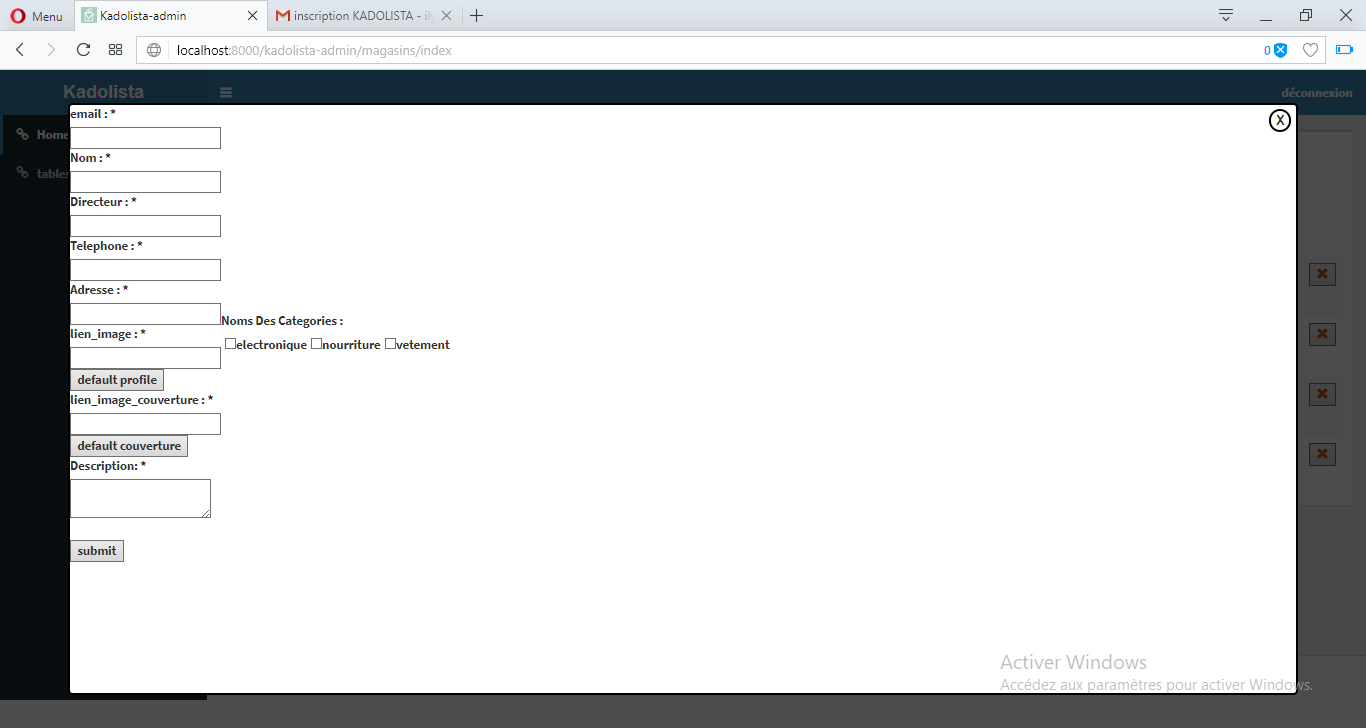 Menu
Kadolista-admin
inscription KADOLISTA -
localhost:8000/kadolista-admin/magasins/index
0
Kadolista
déconnexion
Home
tables
X
email : *
Nom : *
Directeur : *
Telephone : *
Adresse : *
Noms Des Categories :
electronique nourriture vetement
lien_image : *
default profile
lien_image_couverture : *
default couverture
Description: *
submit
Activer Windows
Accédez aux paramètres pour activer Windows.